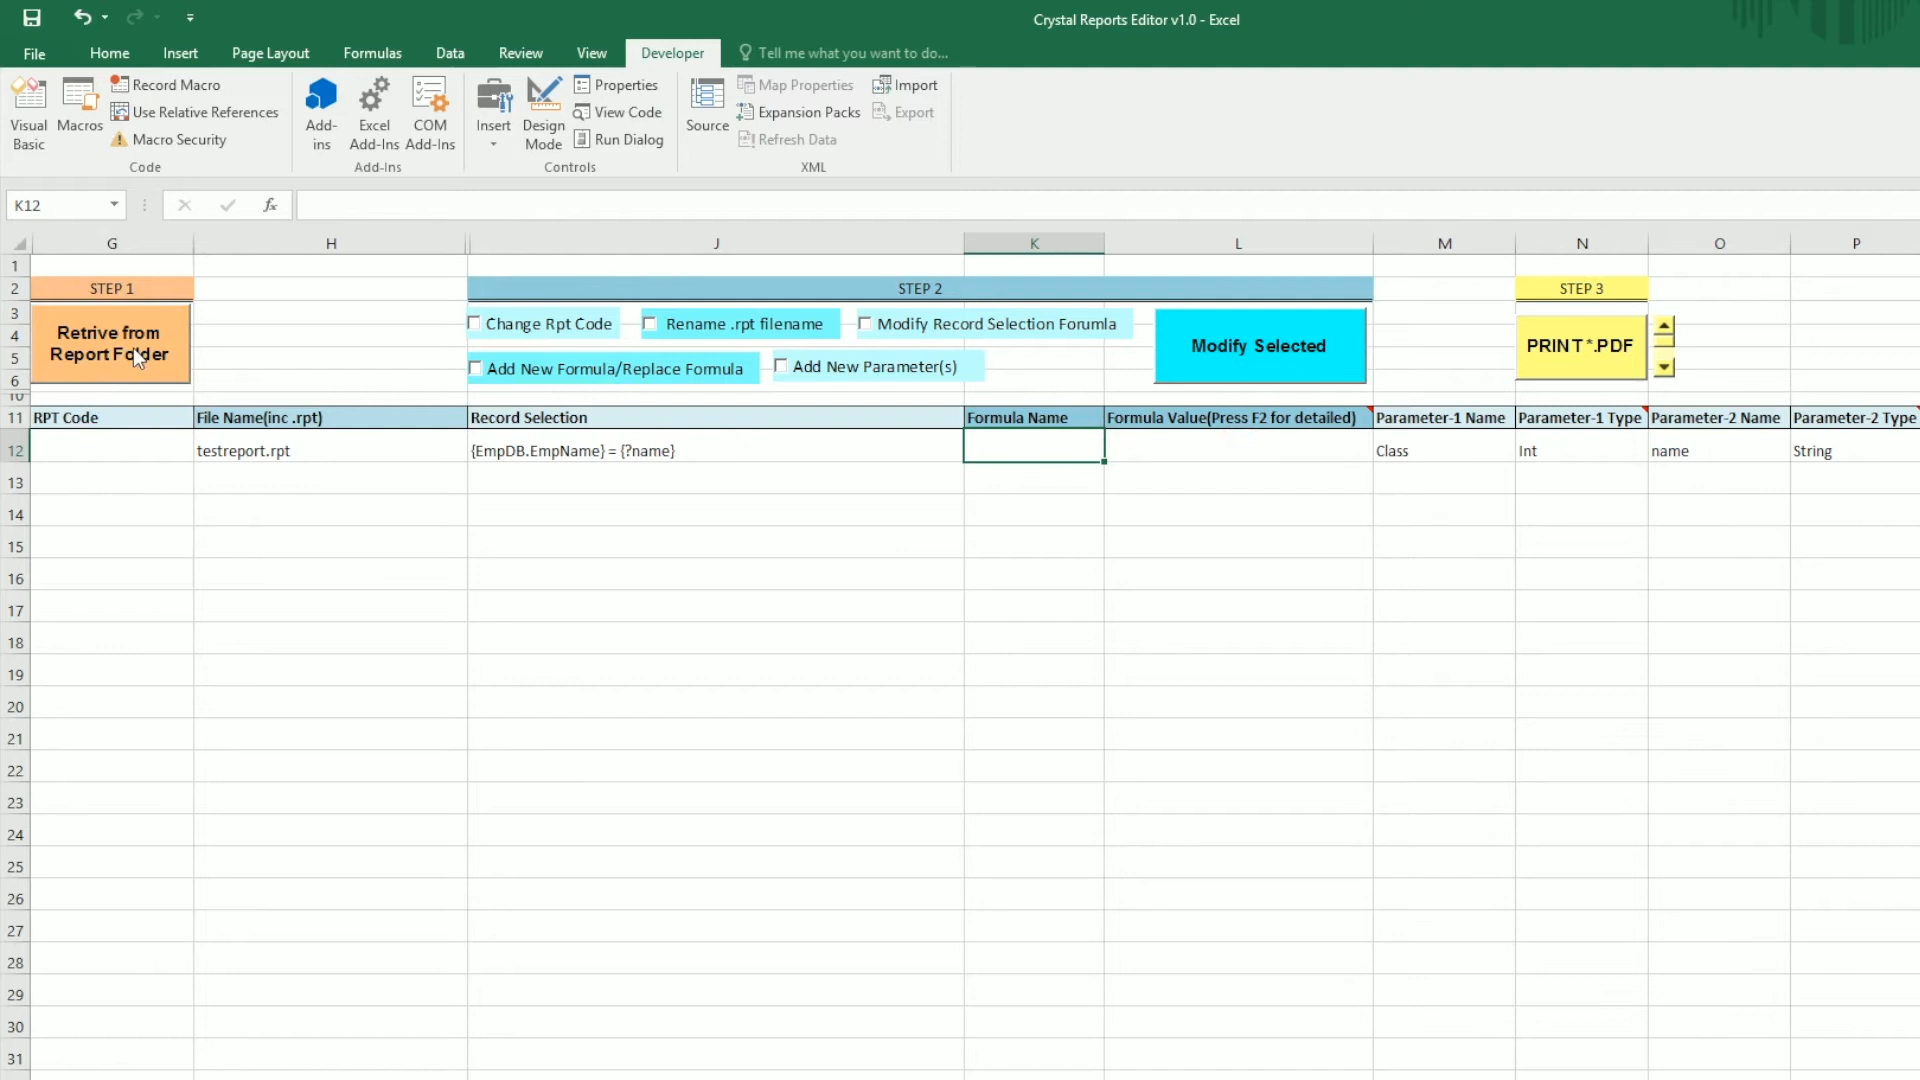 Crystal Reports Editor v1.0 - Excel
File Home Insert Page Layout Formulas Data Review View Developer Tell me what you want to do...
Visual Basic
Macros
Record Macro
Use Relative References
Macro Security
Code
Add-ins
Excel Add-Ins
COM Add-Ins
Add-Ins
Insert
Design Mode
Properties
View Code
Run Dialog
Controls
Source
Map Properties
Expansion Packs
Refresh Data
Import
Export
XML
K12
fx
G H J K L M N O P
1
2 STEP 1 STEP 2 STEP 3
3
4
5
6
10
Retrive from
Report Folder
Change Rpt Code Rename .rpt filename Modify Record Selection Forumla
Add New Formula/Replace Formula Add New Parameter(s)
Modify Selected
PRINT*.PDF
11 RPT Code File Name(inc .rpt) Record Selection Formula Name Formula Value(Press F2 for detailed) Parameter-1 Name Parameter-1 Type Parameter-2 Name Parameter-2 Type
12 testreport.rpt {EmpDB.EmpName} = {?name} Class Int name String
13
14
15
16
17
18
19
20
21
22
23
24
25
26
27
28
29
30
31